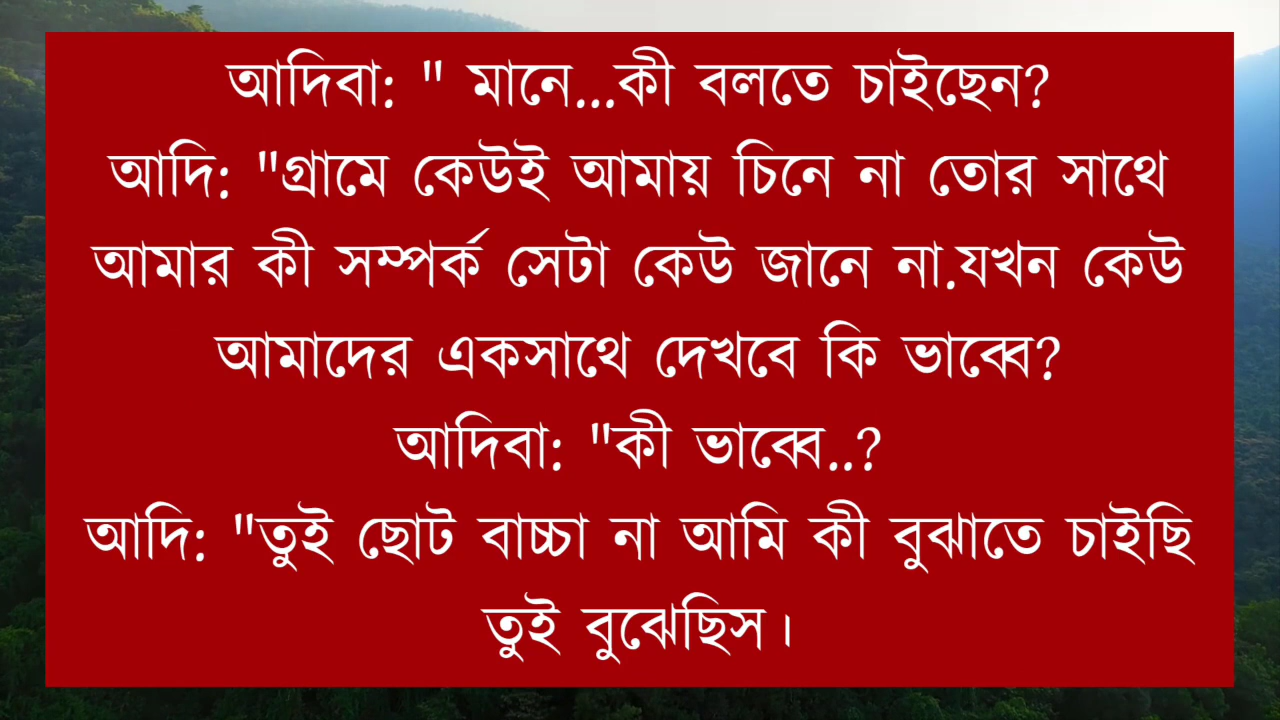 আদিবা: " মানে...কী বলতে চাইছেন?
আদি: "গ্রামে কেউই আমায় চিনে না তোর সাথে
আমার কী সম্পর্ক সেটা কেউ জানে না.যখন কেউ
আমাদের একসাথে দেখবে কি ভাব্বে?
আদিবা: "কী ভাব্বে..?
আদি: "তুই ছোট বাচ্চা না আমি কী বুঝাতে চাইছি
তুই বুঝেছিস।